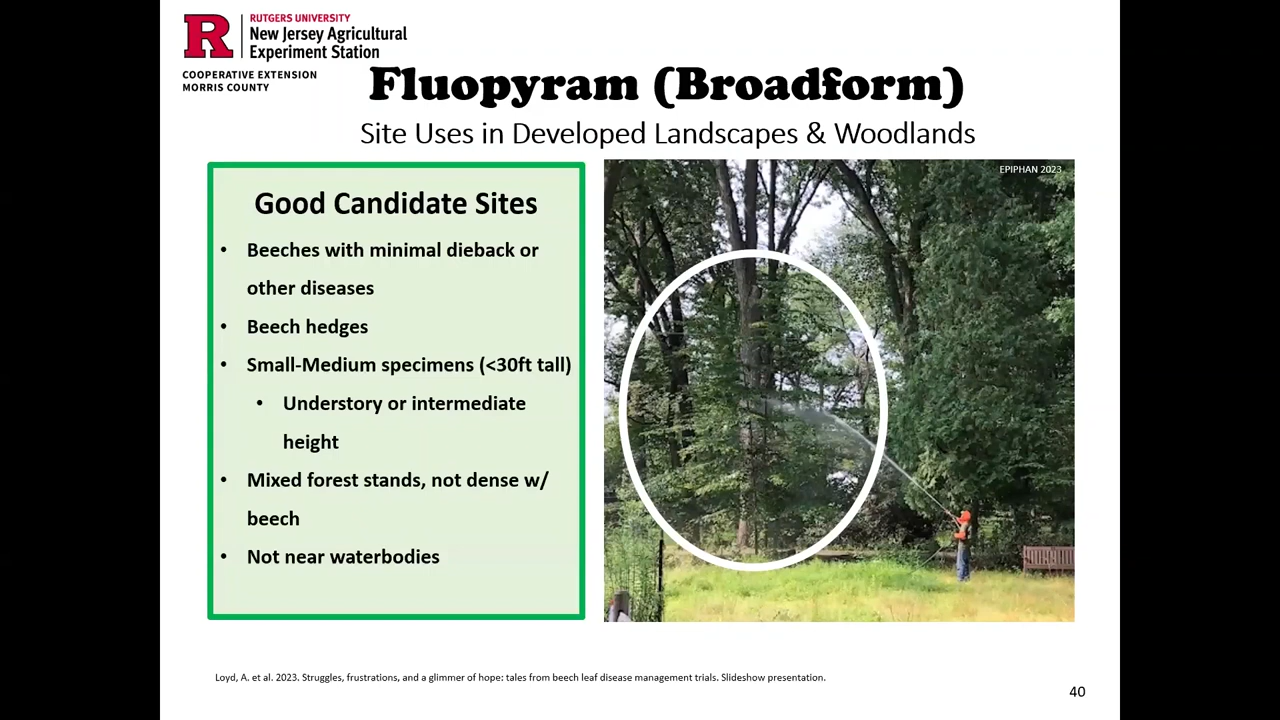 RUTGERS UNIVERSITY
New Jersey Agricultural
Experiment Station
COOPERATIVE EXTENSION
MORRIS COUNTY
Fluopyram (Broadform)
Site Uses in Developed Landscapes & Woodlands
Good Candidate Sites
• Beeches with minimal dieback or
other diseases
• Beech hedges
• Small-Medium specimens (<30ft tall)
• Understory or intermediate
height
• Mixed forest stands, not dense w/
beech
• Not near waterbodies
EPIPHAN 2023
Loyd, A. et al. 2023. Struggles, frustrations, and a glimmer of hope: tales from beech leaf disease management trials. Slideshow presentation.
40